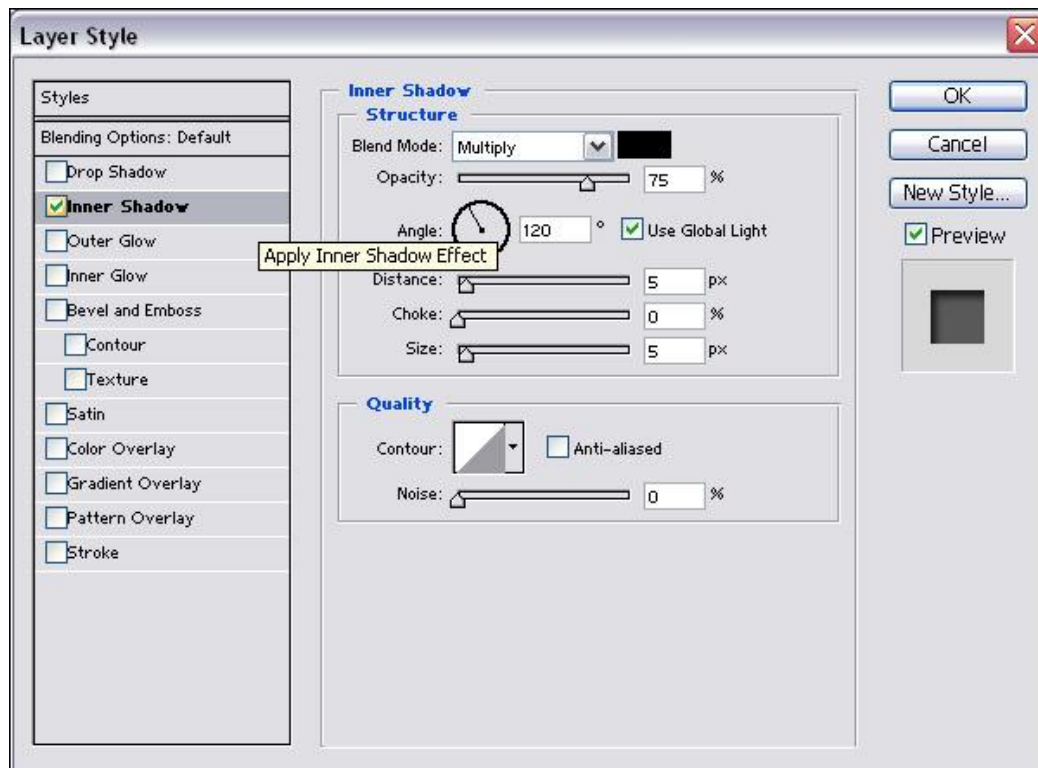 Layer Style
Styles
Blending Options: Default
Drop Shadow
Inner Shadow
Outer Glow
Inner Glow
Bevel and Emboss
Contour
Texture
Satin
Color Overlay
Gradient Overlay
Pattern Overlay
Stroke
Apply Inner Shadow Effect
Inner Shadow
Structure
Blend Mode: Multiply
Opacity: 75 %
Angle: 120 ° Use Global Light
Distance: 5 px
Choke: 0 %
Size: 5 px
Quality
Contour: Anti-aliased
Noise: 0 %
OK
Cancel
New Style...
Preview